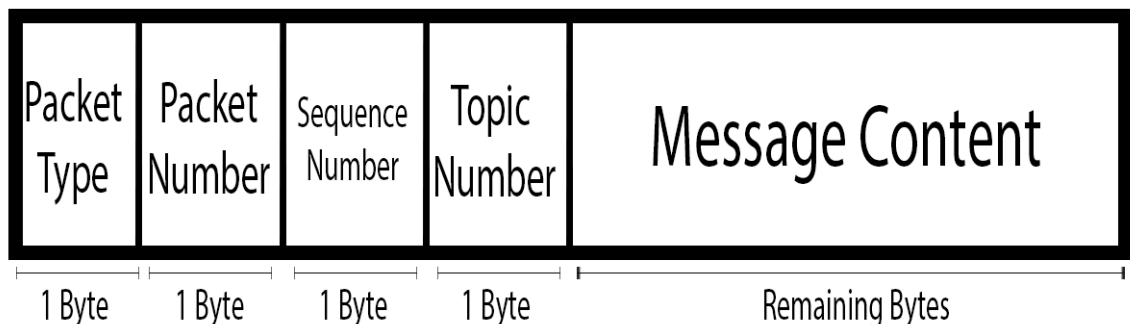 Packet
Type
Packet
Number
Sequence
Number
Topic
Number
Message Content
1 Byte
1 Byte
1 Byte
1 Byte
Remaining Bytes